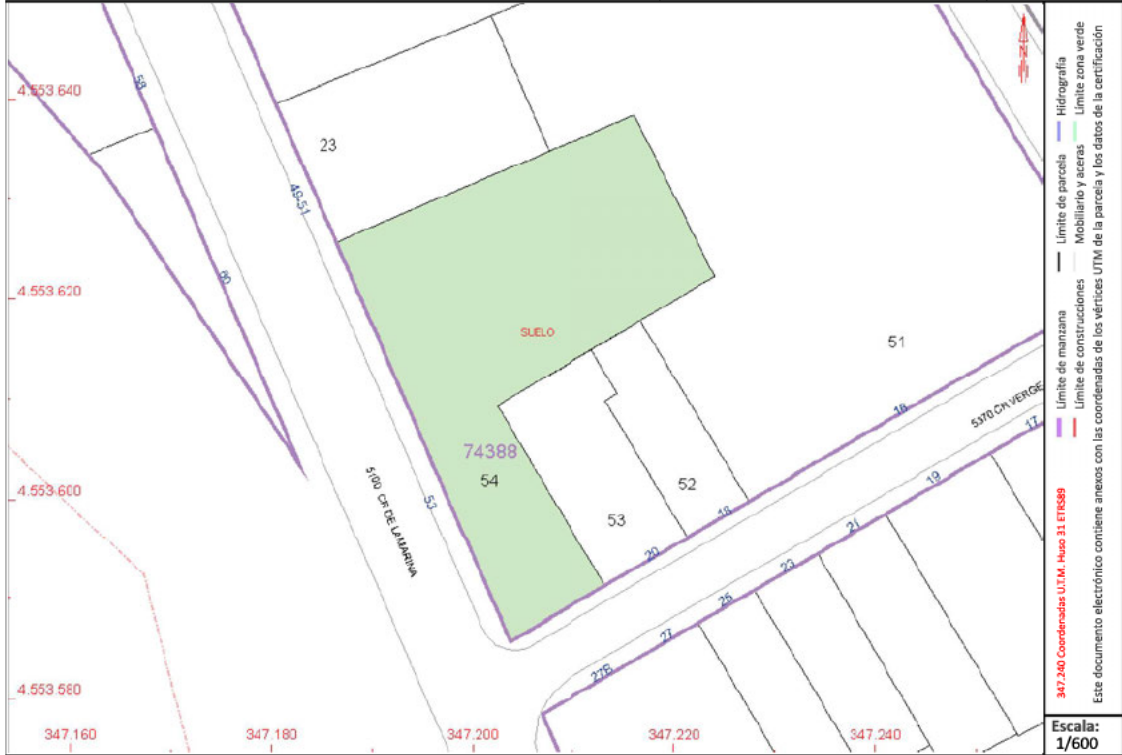 4.553.640
4.553.620
4.553.600
4.553.580
347.160
347.180
347.200
347.220
347.240
58
60
49-51
53
23
SUELO
51
74388
54
53
52
5100 CR DE LA MARINA
5370 CR VERGE
16
18
20
17
19
21
23
25
27
27B
347.240 Coordenadas U.T.M. Huso 31 ETRS89
Límite de manzana
Límite de parcela
Hidrografía
Límite de construcciones
Mobiliario y aceras
Límite zona verde
Este documento electrónico contiene anexos con las coordenadas de los vértices UTM de la parcela y los datos de la certificación
Escala:
1/600